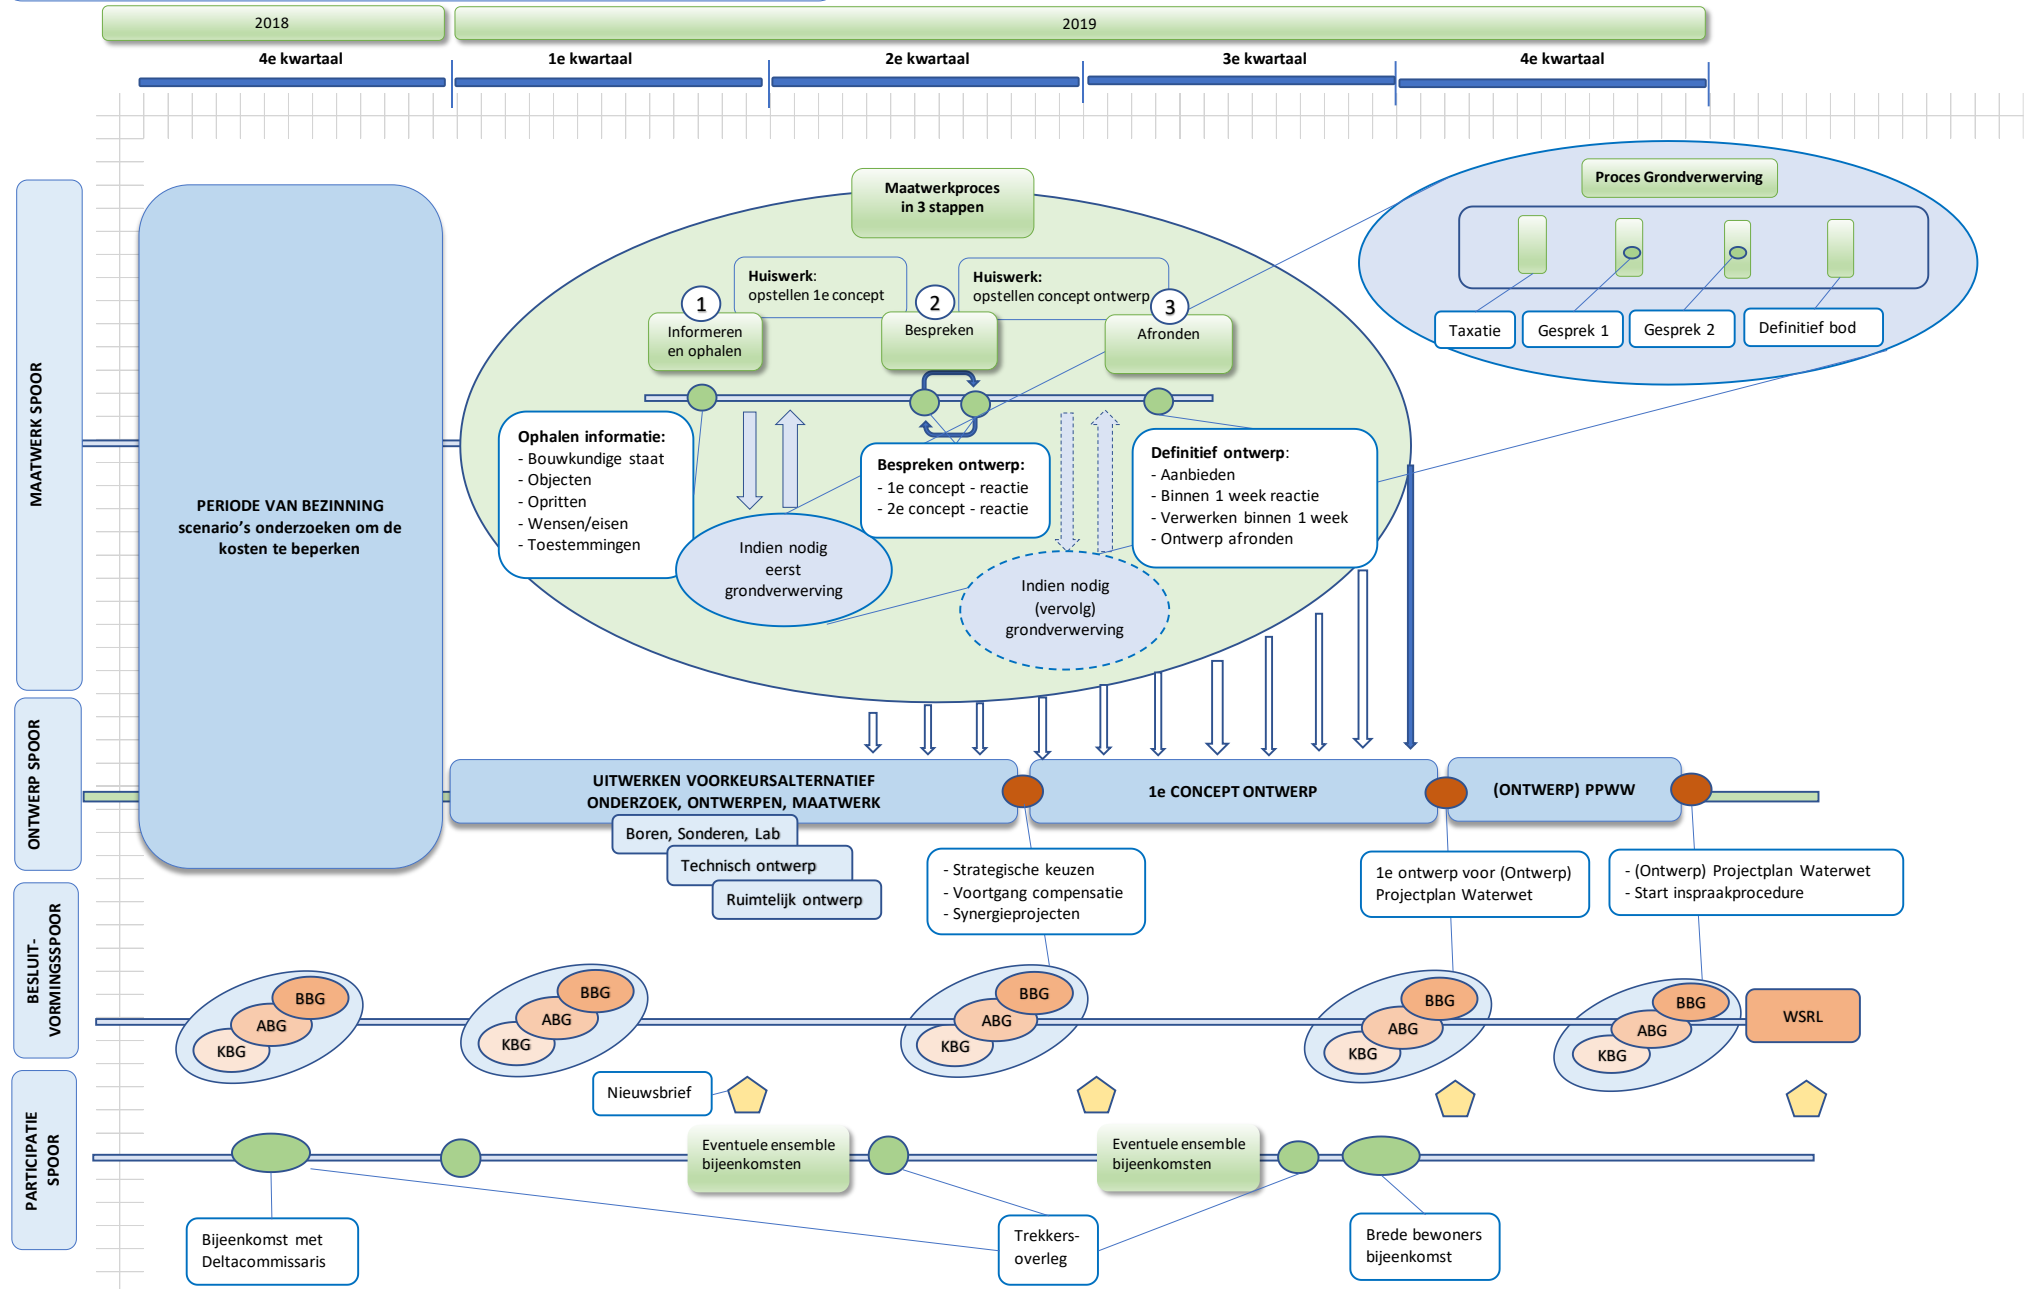 2018
2019
4e kwartaal
1e kwartaal
2e kwartaal
3e kwartaal
4e kwartaal
MAATWERK SPOOR
PERIODE VAN BEZINNING
scenario’s onderzoeken om de
kosten te beperken
Maatwerkproces
in 3 stappen
Huiswerk:
opstellen 1e concept
Huiswerk:
opstellen concept ontwerp
1
2
3
Informeren
en ophalen
Bespreken
Afronden
Ophalen informatie:
- Bouwkundige staat
- Objecten
- Opritten
- Wensen/eisen
- Toestemmingen
Bespreken ontwerp:
- 1e concept - reactie
- 2e concept - reactie
Definitief ontwerp:
- Aanbieden
- Binnen 1 week reactie
- Verwerken binnen 1 week
- Ontwerp afronden
Indien nodig
eerst
grondverwerving
Indien nodig
(vervolg)
grondverwerving
Proces Grondverwerving
Taxatie
Gesprek 1
Gesprek 2
Definitief bod
ONTWERP SPOOR
UITWERKEN VOORKEURSALTERNATIEF
ONDERZOEK, ONTWERPEN, MAATWERK
1e CONCEPT ONTWERP
(ONTWERP) PPWW
Boren, Sonderen, Lab
Technisch ontwerp
Ruimtelijk ontwerp
- Strategische keuzen
- Voortgang compensatie
- Synergieprojecten
1e ontwerp voor (Ontwerp)
Projectplan Waterwet
- (Ontwerp) Projectplan Waterwet
- Start inspraakprocedure
BESLUIT-
VORMINGSSPOOR
BBG
ABG
KBG
BBG
ABG
KBG
BBG
ABG
KBG
BBG
ABG
KBG
BBG
ABG
KBG
WSRL
PARTICIPATIE
SPOOR
Nieuwsbrief
Eventuele ensemble
bijeenkomsten
Eventuele ensemble
bijeenkomsten
Bijeenkomst met
Deltacommissaris
Trekkers-
overleg
Brede bewoners
bijeenkomst